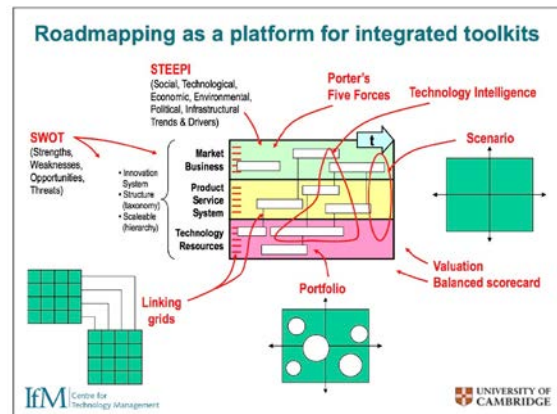 Roadmapping as a platform for integrated toolkits
STEEPI
(Social, Technological,
Economic, Environmental,
Political, Infrastructural
Trends & Drivers)
Porter's
Five Forces
Technology Intelligence
SWOT
(Strengths,
Weaknesses,
Opportunities,
Threats)
• Innovation
System
• Structure
(taxonomy)
• Scaleable
(hierarchy)
t
Market
Business
Product
Service
System
Technology
Resources
Scenario
Linking
grids
Portfolio
Valuation
Balanced scorecard
IfM
Centre for
Technology Management
UNIVERSITY OF
CAMBRIDGE